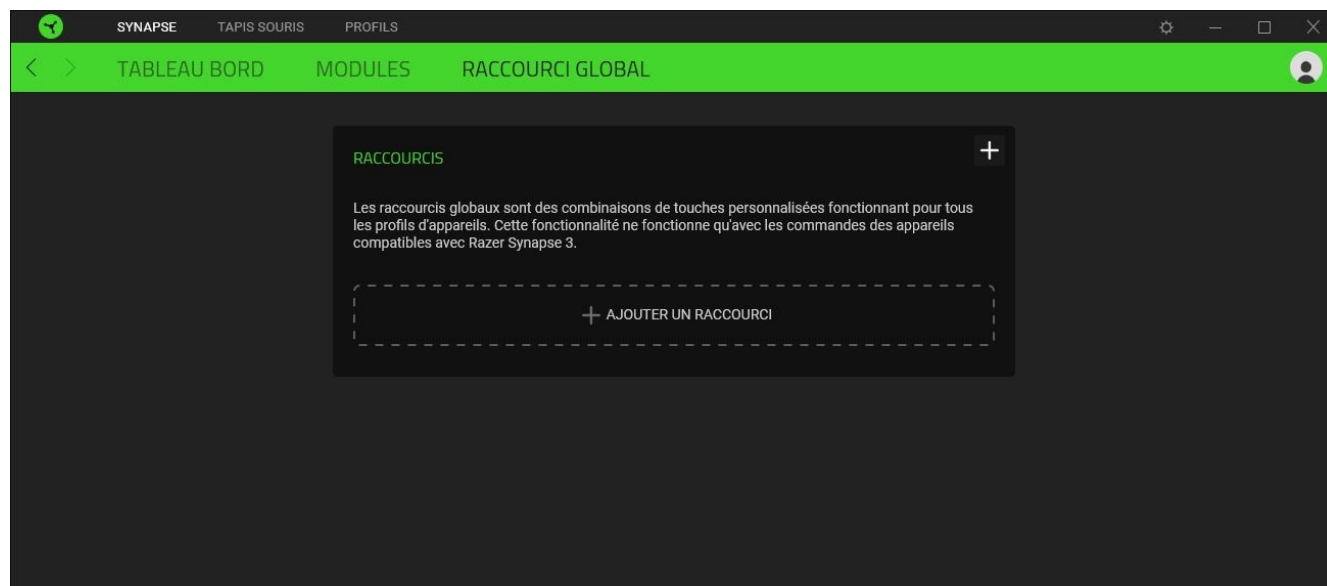 SYNAPSE TAPIS SOURIS PROFILS
TABLEAU BORD MODULES RACCOURCI GLOBAL
RACCOURCIS
Les raccourcis globaux sont des combinaisons de touches personnalisées fonctionnant pour tous
les profils d'appareils. Cette fonctionnalité ne fonctionne qu'avec les commandes des appareils
compatibles avec Razer Synapse 3.
AJOUTER UN RACCOURCI